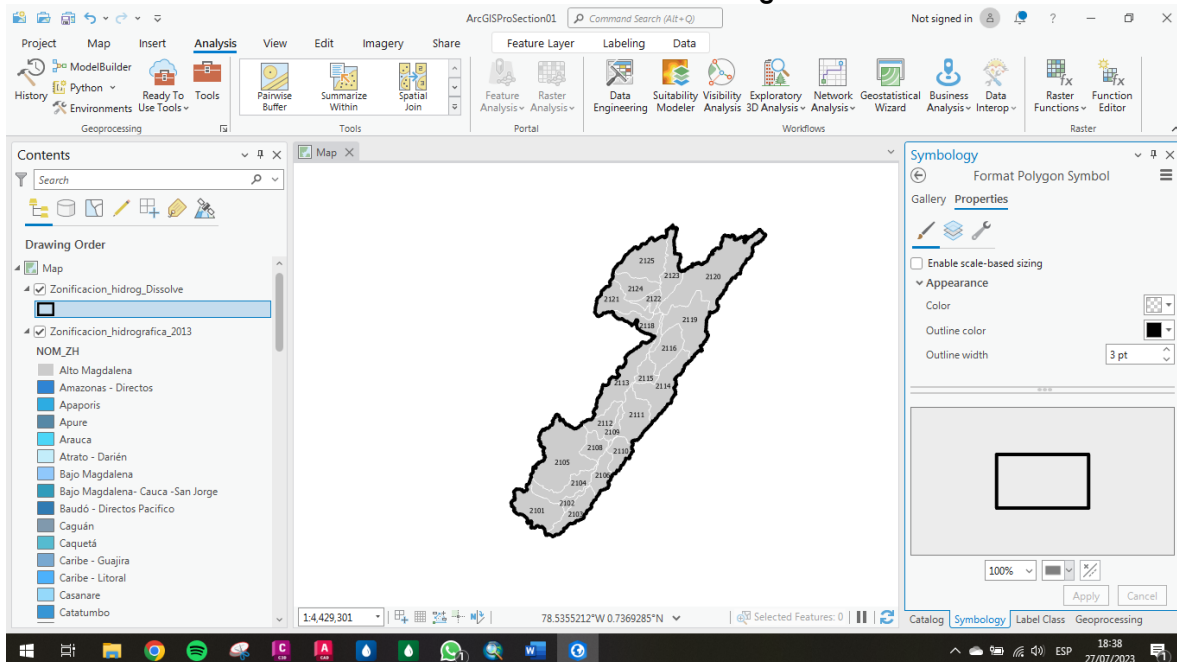 ArcGISProSection01
Command Search (Alt+Q)
Not signed in
Project Map Insert Analysis View Edit Imagery Share Feature Layer Labeling Data
History
ModelBuilder
Python
Environments
Ready To Use Tools
Tools
Geoprocessing
Pairwise Buffer
Summarize Within
Spatial Join
Tools
Feature Analysis
Raster Analysis
Portal
Data Engineering
Suitability Modeler
Visibility Analysis
Exploratory 3D Analysis
Network Analysis
Geostatistical Wizard
Business Analysis
Data Interop
Workflows
Raster Functions
Function Editor
Raster
Contents
Search
Drawing Order
Map
Zonificacion_hidrog_Dissolve
Zonificacion_hidrografica_2013
NOM_ZH
Alto Magdalena
Amazonas - Directos
Apaporis
Apure
Arauca
Atrato - Darién
Bajo Magdalena
Bajo Magdalena- Cauca -San Jorge
Baudó - Directos Pacifico
Caguán
Caquetá
Caribe - Guajira
Caribe - Litoral
Casanare
Catatumbo
Map
2125
2123
2120
2124
2121
2122
2119
2118
2116
2113
2115
2114
2111
2112
2109
2108
2110
2105
2106
2104
2102
2101
2103
1:4,429,301
78.5355212°W 0.7369285°N
Selected Features: 0
Symbology
Format Polygon Symbol
Gallery Properties
Enable scale-based sizing
Appearance
Color
Outline color
Outline width 3 pt
100%
Apply Cancel
Catalog Symbology Label Class Geoprocessing
ESP
18:38
27/07/2023